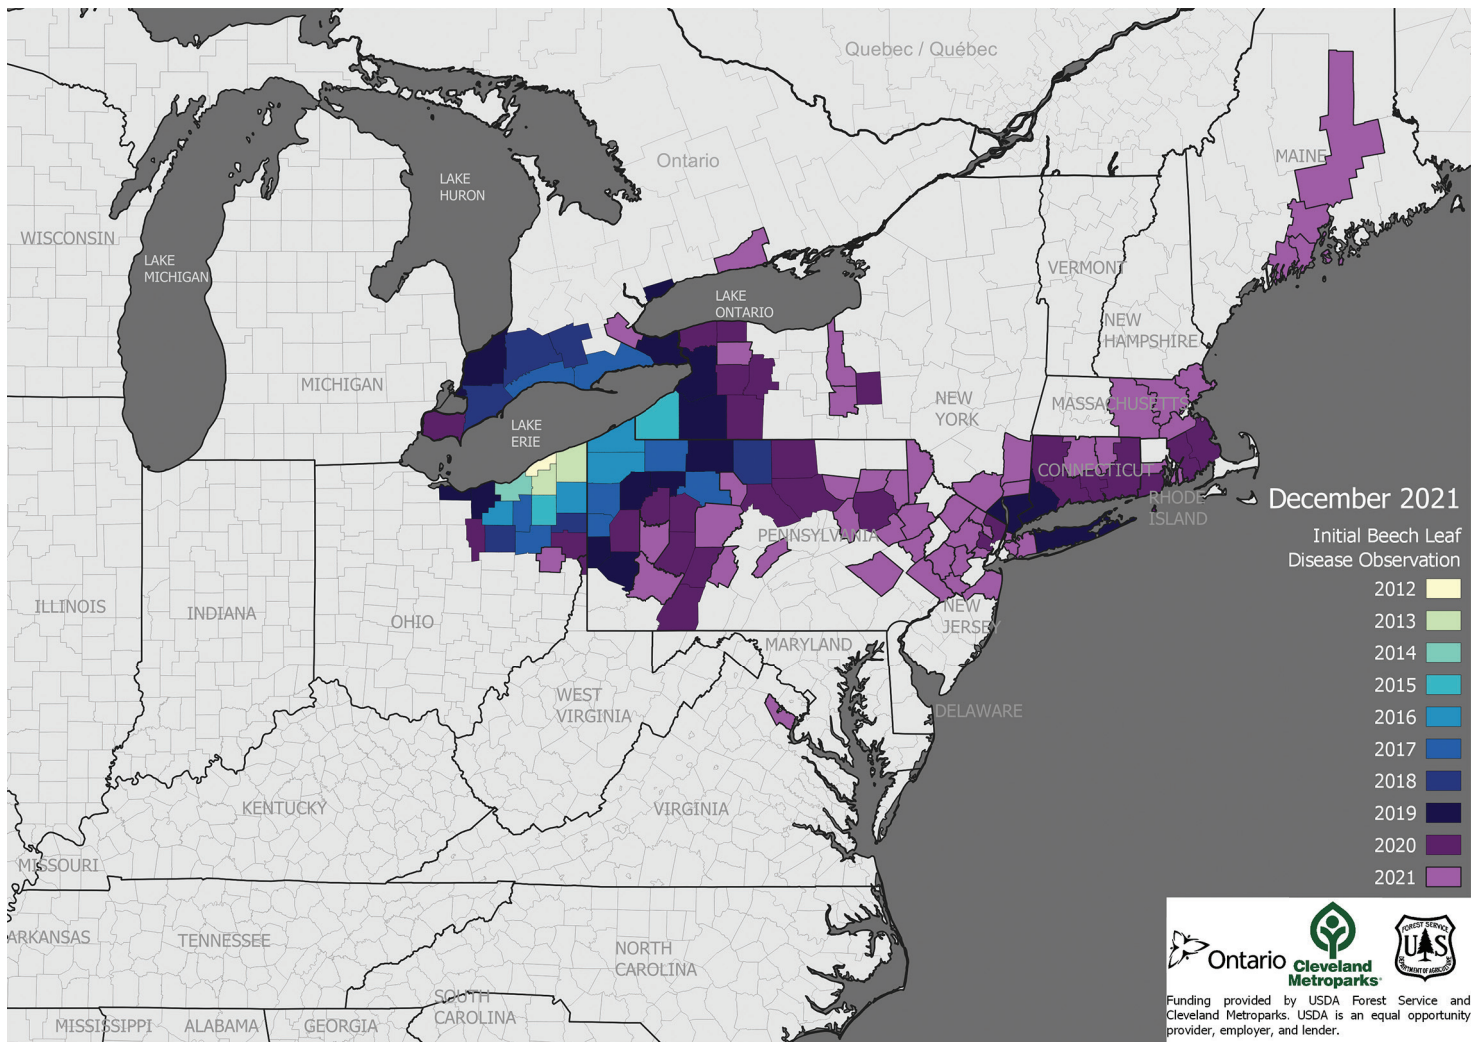 Quebec / Québec
Ontario
MAINE
LAKE
HURON
WISCONSIN
LAKE
MICHIGAN
VERMONT
LAKE
ONTARIO
NEW
HAMPSHIRE
MICHIGAN
NEW
YORK
MASSACHUSETTS
LAKE
ERIE
CONNECTICUT
RHODE
ISLAND
PENNSYLVANIA
ILLINOIS
INDIANA
OHIO
NEW
JERSEY
MARYLAND
WEST
VIRGINIA
DELAWARE
KENTUCKY
VIRGINIA
MISSOURI
ARKANSAS
TENNESSEE
NORTH
CAROLINA
SOUTH
CAROLINA
MISSISSIPPI
ALABAMA
GEORGIA
December 2021
Initial Beech Leaf
Disease Observation
2012
2013
2014
2015
2016
2017
2018
2019
2020
2021
Ontario
Cleveland
Metroparks
FOREST SERVICE
U S
DEPARTMENT OF AGRICULTURE
Funding provided by USDA Forest Service and
Cleveland Metroparks. USDA is an equal opportunity
provider, employer, and lender.